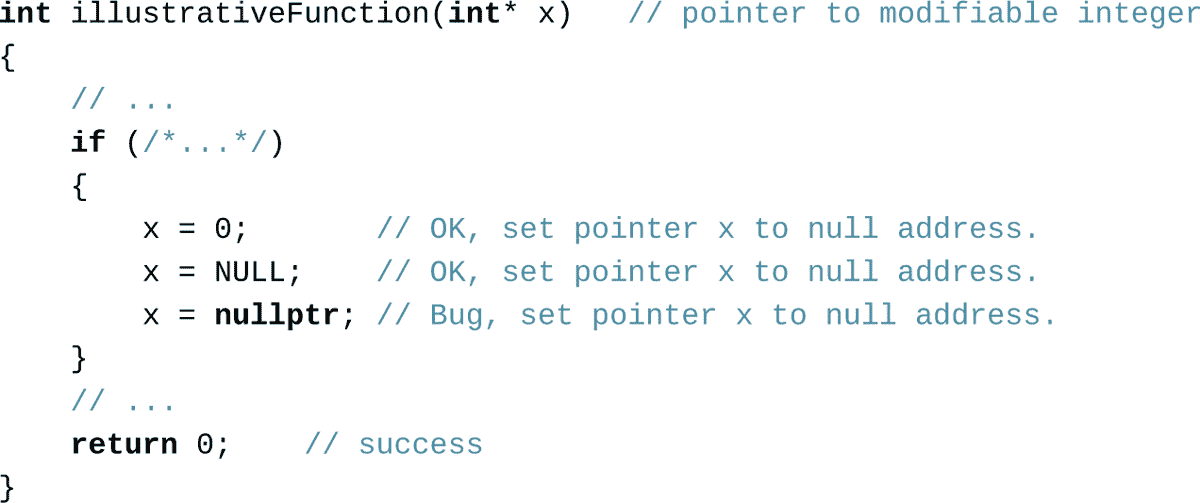 int illustrativeFunction(int* x)   // pointer to modifiable integer
{
    // ...
    if (/*...*/)
    {
        x = 0;       // OK, set pointer x to null address.
        x = NULL;    // OK, set pointer x to null address.
        x = nullptr; // Bug, set pointer x to null address.
    }
    // ...
    return 0;    // success
}